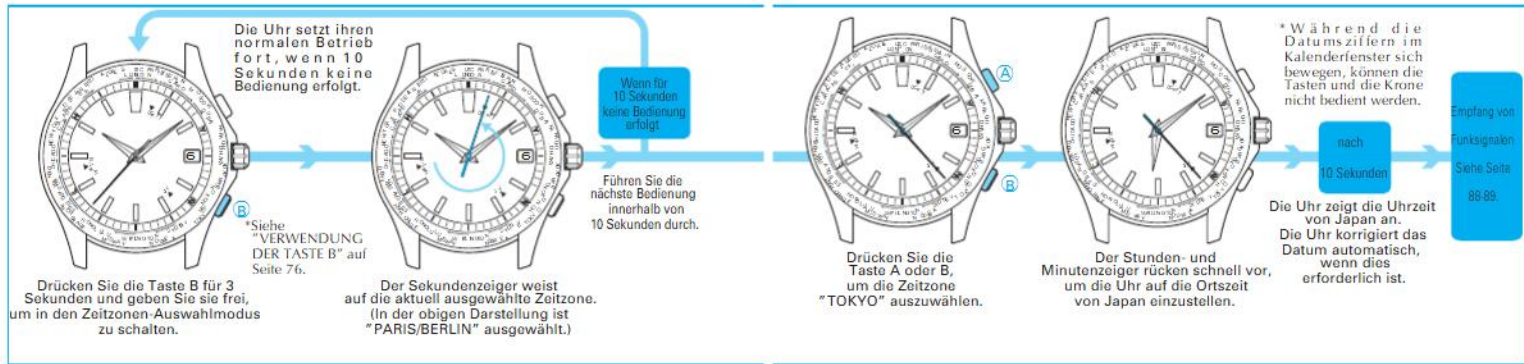 Die Uhr setzt ihren
normalen Betrieb
fort, wenn 10
Sekunden keine
Bedienung erfolgt.
Wenn für
10 Sekunden
keine Bedienung
erfolgt
6
6
B
*Siehe
"VERWENDUNG
DER TASTE B" auf
Seite 76.
Führen Sie die
nächste Bedienung
innerhalb von
10 Sekunden durch.
Drücken Sie die Taste B für 3
Sekunden und geben Sie sie frei,
um in den Zeitzonen-Auswahlmodus
zu schalten.
Der Sekundenzeiger weist
auf die aktuell ausgewählte Zeitzone.
(In der obigen Darstellung ist
"PARIS/BERLIN" ausgewählt.)
A
6
B
6
*Während die
Datumsziffern im
Kalenderfenster sich
bewegen, können die
Tasten und die Krone
nicht bedient werden.
nach
10 Sekunden
Empfang von
Funksignalen
Siehe Seite
88-89.
Drücken Sie die
Taste A oder B,
um die Zeitzone
"TOKYO" auszuwählen.
Der Stunden- und
Minutenzeiger rücken schnell vor,
um die Uhr auf die Ortszeit
von Japan einzustellen.
Die Uhr zeigt die Uhrzeit
von Japan an.
Die Uhr korrigiert das
Datum automatisch,
wenn dies
erforderlich ist.